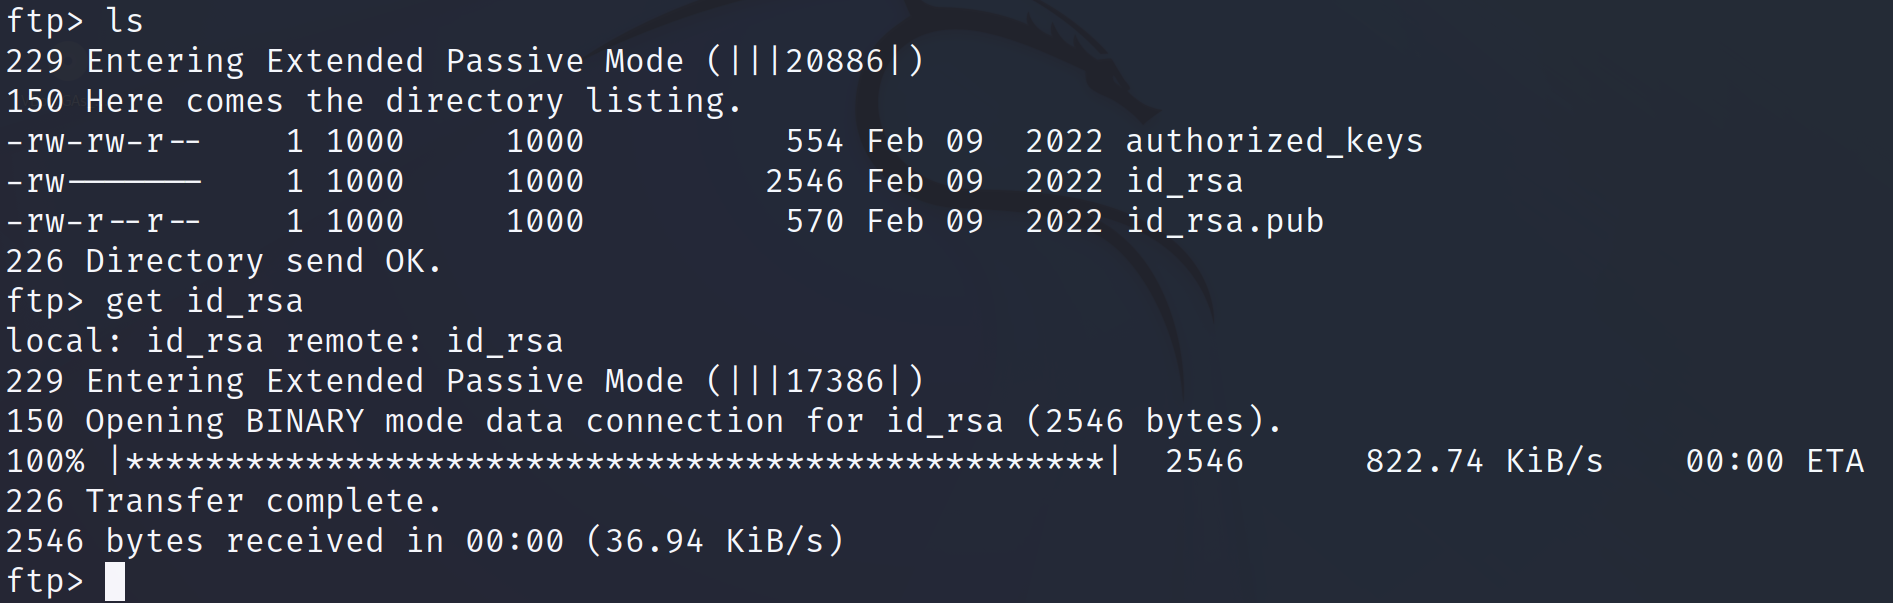 ftp> ls
229 Entering Extended Passive Mode (|||20886|)
150 Here comes the directory listing.
-rw-rw-r--    1 1000     1000          554 Feb 09  2022 authorized_keys
-rw-------    1 1000     1000         2546 Feb 09  2022 id_rsa
-rw-r--r--    1 1000     1000          570 Feb 09  2022 id_rsa.pub
226 Directory send OK.
ftp> get id_rsa
local: id_rsa remote: id_rsa
229 Entering Extended Passive Mode (|||17386|)
150 Opening BINARY mode data connection for id_rsa (2546 bytes).
100% |*************************************************|  2546      822.74 KiB/s    00:00 ETA
226 Transfer complete.
2546 bytes received in 00:00 (36.94 KiB/s)
ftp>